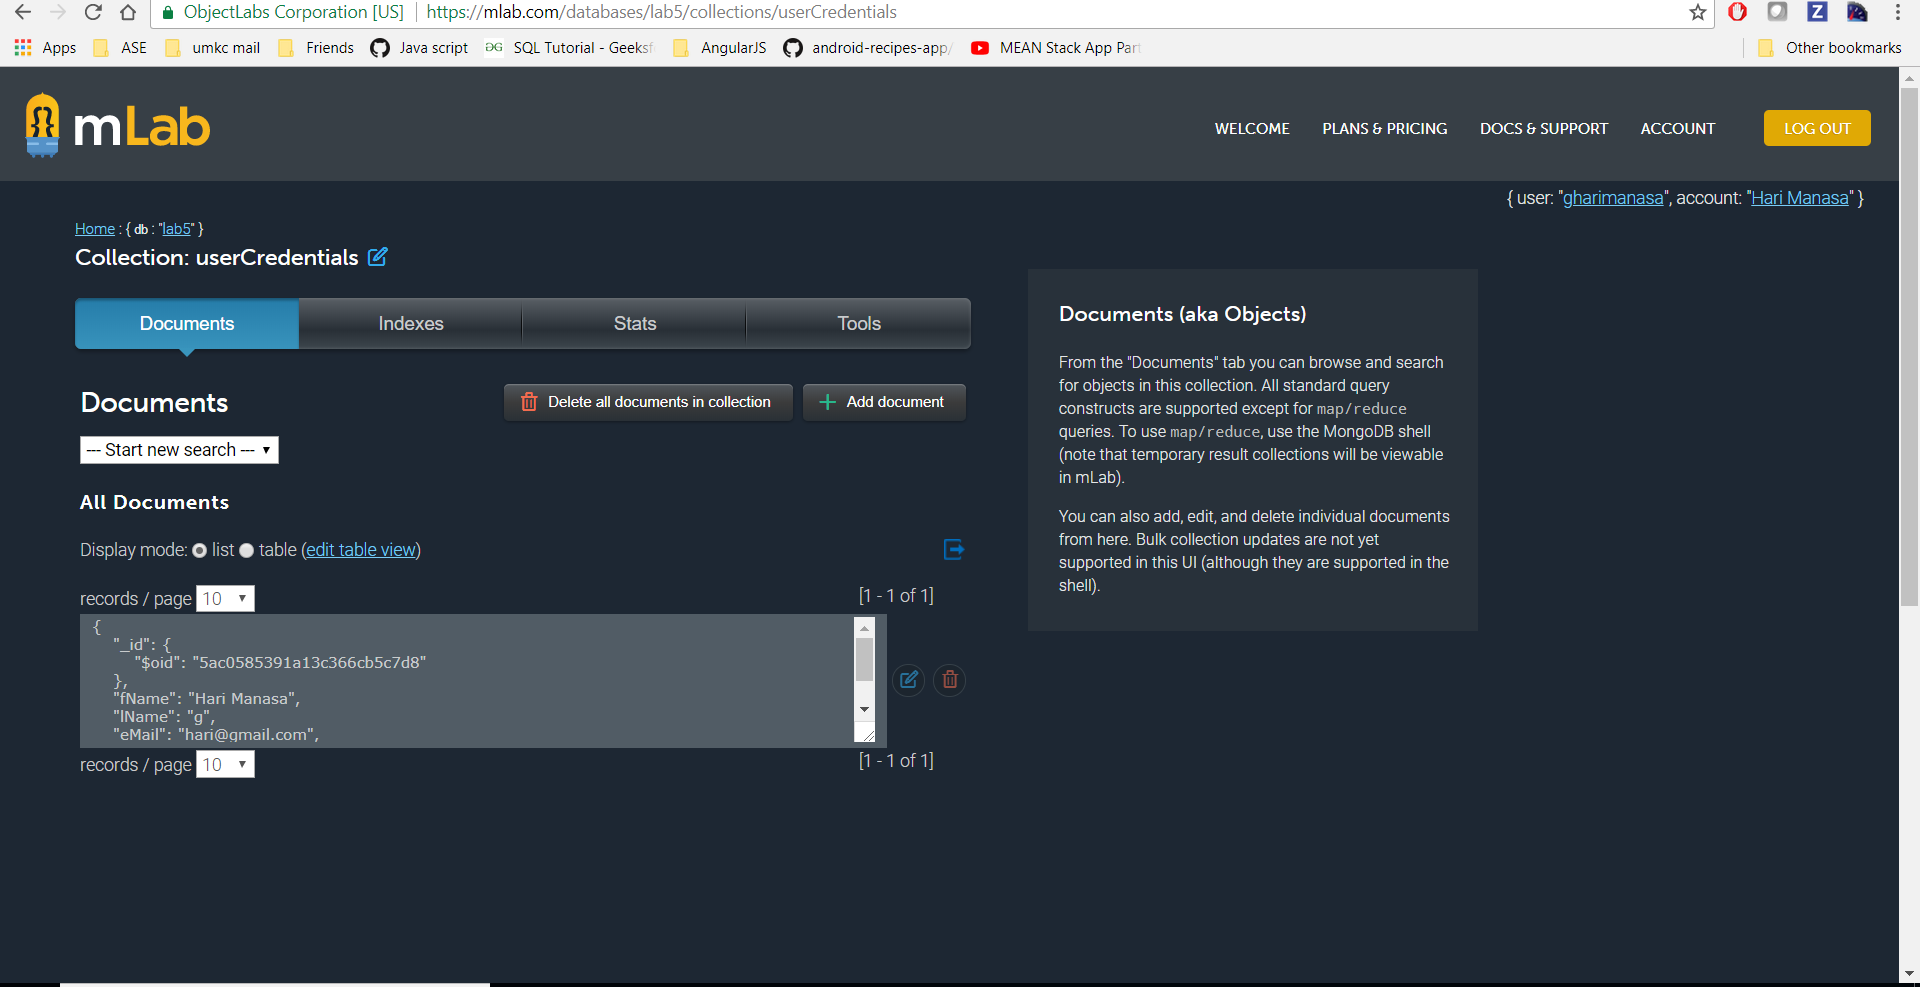 ObjectLabs Corporation [US] https://mlab.com/databases/lab5/collections/userCredentials
Apps ASE umkc mail Friends Java script SQL Tutorial - Geeksf AngularJS android-recipes-app/ MEAN Stack App Part Other bookmarks
mLab
WELCOME PLANS & PRICING DOCS & SUPPORT ACCOUNT LOG OUT
{ user: "gharimanasa", account: "Hari Manasa" }
Home : { db : "lab5" }
Collection: userCredentials
Documents Indexes Stats Tools
Documents
Delete all documents in collection
Add document
--- Start new search ---
All Documents
Display mode: list table (edit table view)
records / page 10
[1 - 1 of 1]
{
"_id": {
"$oid": "5ac0585391a13c366cb5c7d8"
},
"fName": "Hari Manasa",
"lName": "g",
"eMail": "hari@gmail.com",
records / page 10
[1 - 1 of 1]
Documents (aka Objects)
From the "Documents" tab you can browse and search
for objects in this collection. All standard query
constructs are supported except for map/reduce
queries. To use map/reduce, use the MongoDB shell
(note that temporary result collections will be viewable
in mLab).
You can also add, edit, and delete individual documents
from here. Bulk collection updates are not yet
supported in this UI (although they are supported in the
shell).